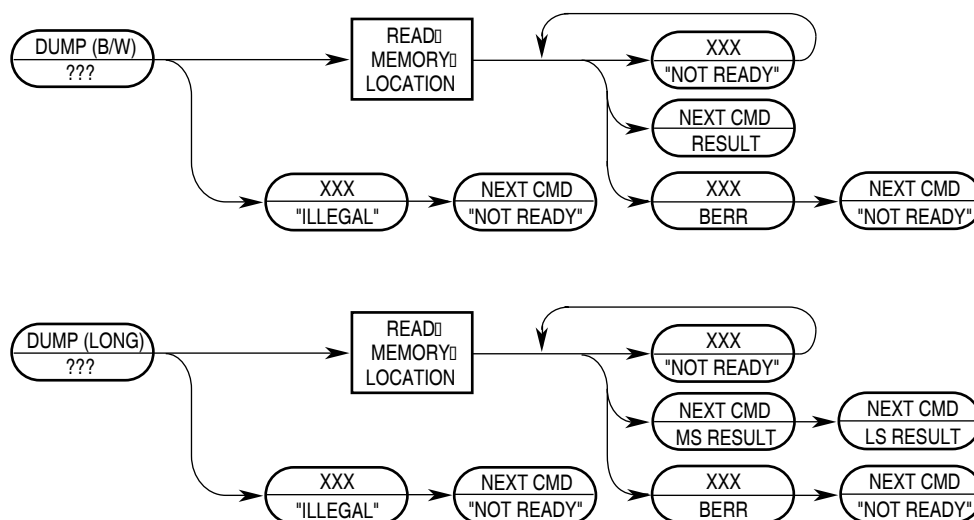 DUMP (B/W)
???
READ
MEMORY
LOCATION
XXX
"NOT READY"
NEXT CMD
RESULT
XXX
"ILLEGAL"
NEXT CMD
"NOT READY"
XXX
BERR
NEXT CMD
"NOT READY"
DUMP (LONG)
???
READ
MEMORY
LOCATION
XXX
"NOT READY"
NEXT CMD
MS RESULT
NEXT CMD
LS RESULT
XXX
"ILLEGAL"
NEXT CMD
"NOT READY"
XXX
BERR
NEXT CMD
"NOT READY"